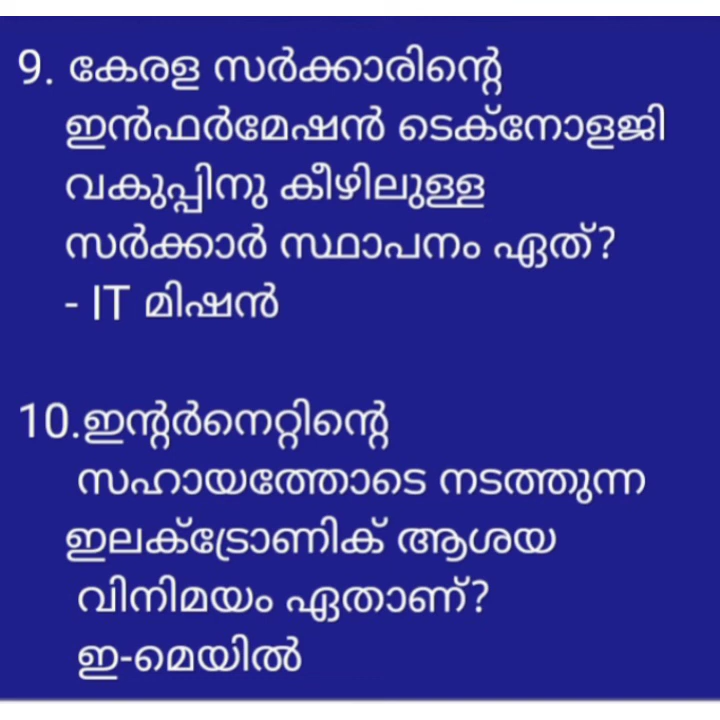 9. കേരള സർക്കാരിന്റെ
ഇൻഫർമേഷൻ ടെക്നോളജി
വകുപ്പിനു കീഴിലുള്ള
സർക്കാർ സ്ഥാപനം ഏത്?
- IT മിഷൻ
10.ഇന്റർനെറ്റിന്റെ
സഹായത്തോടെ നടത്തുന്ന
ഇലക്ട്രോണിക് ആശയ
വിനിമയം ഏതാണ്?
ഇ-മെയിൽ